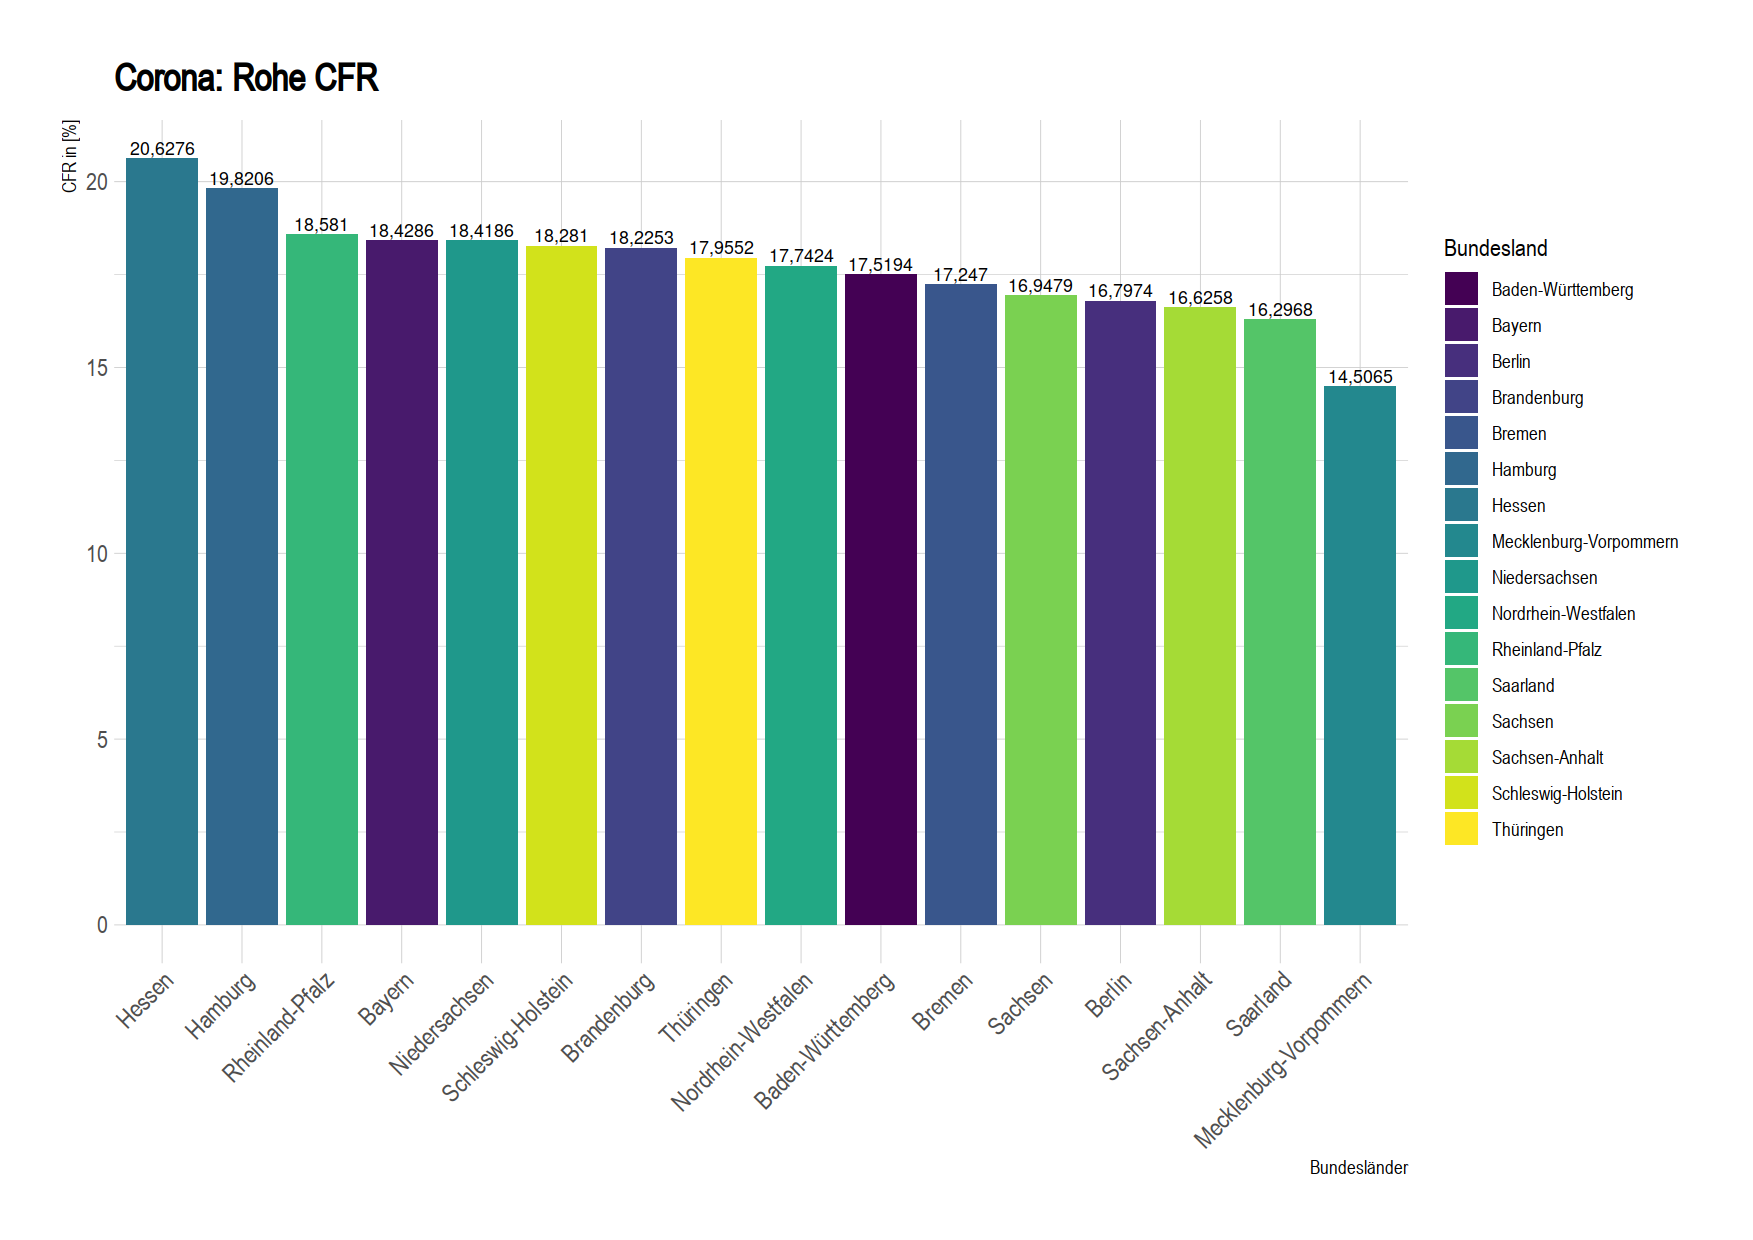 Corona: Rohe CFR
CFR in [%]
20
15
10
5
0
20,6276
19,8206
18,581
18,4286
18,4186
18,281
18,2253
17,9552
17,7424
17,5194
17,247
16,9479
16,7974
16,6258
16,2968
14,5065
Hessen
Hamburg
Rheinland-Pfalz
Bayern
Niedersachsen
Schleswig-Holstein
Brandenburg
Thüringen
Nordrhein-Westfalen
Baden-Württemberg
Bremen
Sachsen
Berlin
Sachsen-Anhalt
Saarland
Mecklenburg-Vorpommern
Bundesländer
Bundesland
Baden-Württemberg
Bayern
Berlin
Brandenburg
Bremen
Hamburg
Hessen
Mecklenburg-Vorpommern
Niedersachsen
Nordrhein-Westfalen
Rheinland-Pfalz
Saarland
Sachsen
Sachsen-Anhalt
Schleswig-Holstein
Thüringen